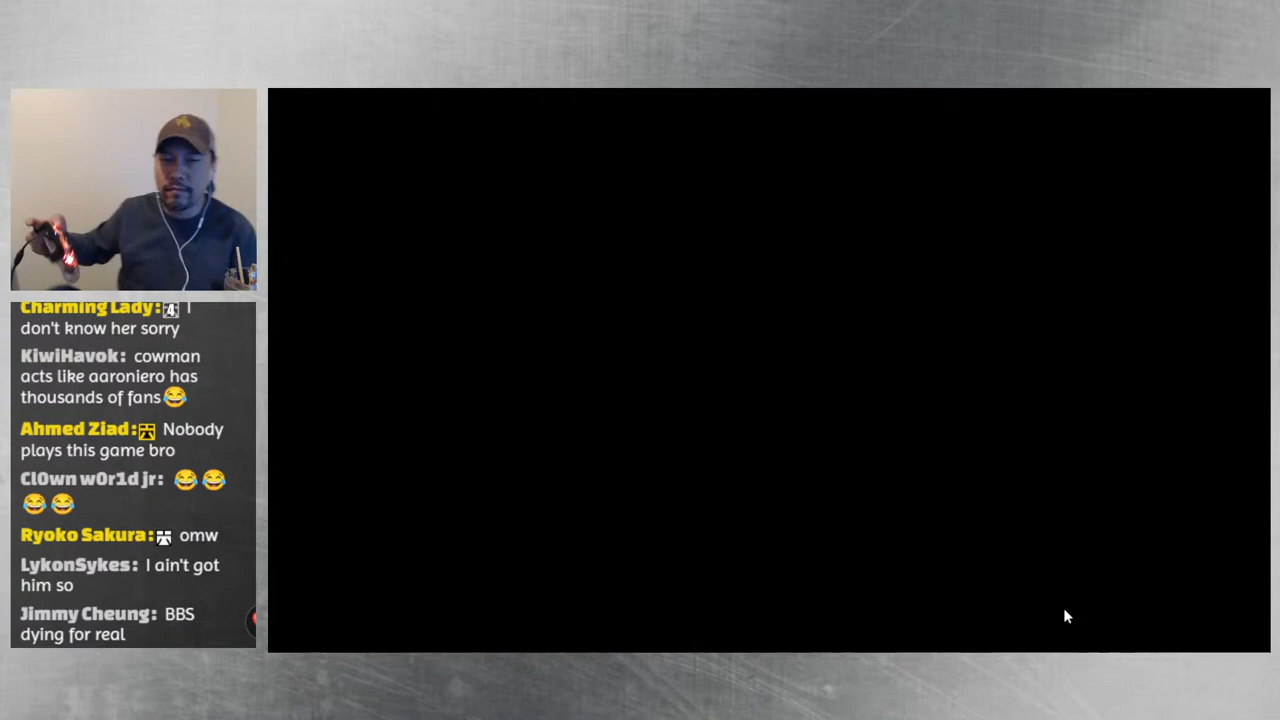 Charming Lady: 4 I
don't know her sorry
KiwiHavok: cowman
acts like aaroniero has
thousands of fans😂
Ahmed Ziad: Nobody
plays this game bro
Cl0wn w0r1d jr: 😂😂
😂😂
Ryoko Sakura: omw
LykonSykes: I ain't got
him so
Jimmy Cheung: BBS
dying for real